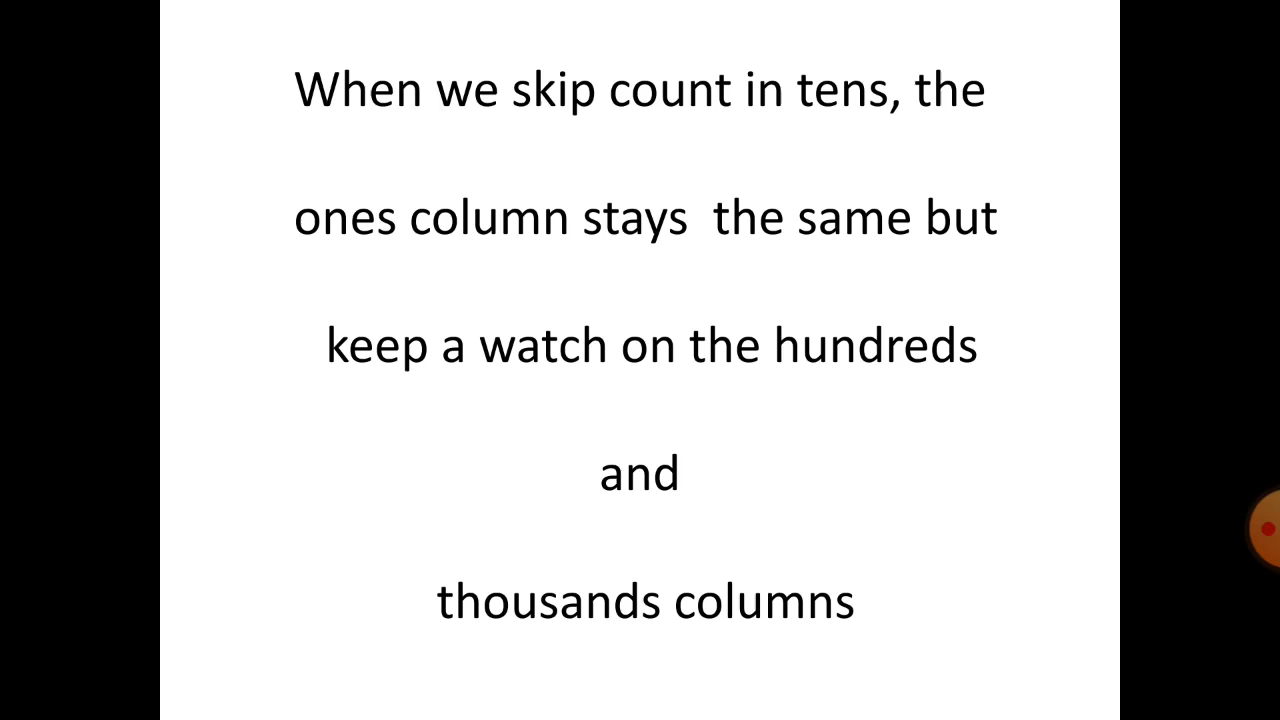 When we skip count in tens, the
ones column stays  the same but
keep a watch on the hundreds
and
thousands columns